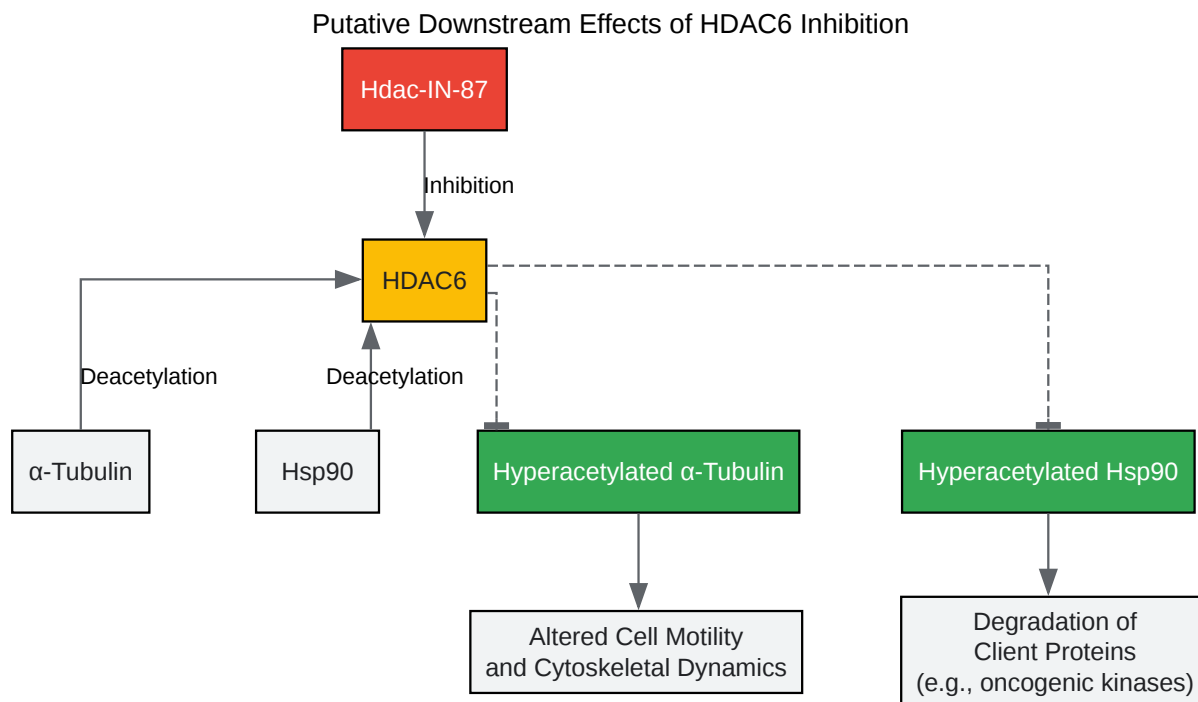 Putative Downstream Effects of HDAC6 Inhibition
Hdac-IN-87
Inhibition
HDAC6
Deacetylation
Deacetylation
α-Tubulin
Hsp90
Hyperacetylated α-Tubulin
Hyperacetylated Hsp90
Altered Cell Motility
and Cytoskeletal Dynamics
Degradation of
Client Proteins
(e.g., oncogenic kinases)